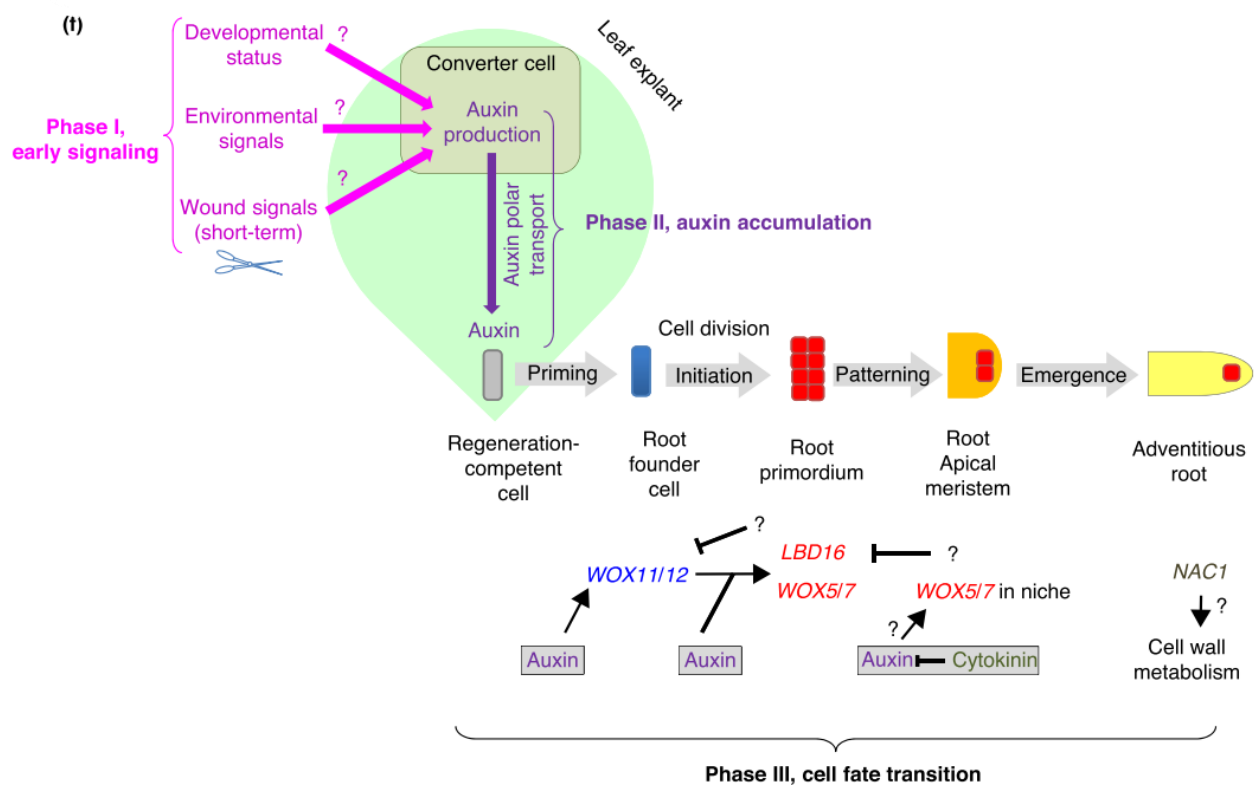 (t)
Developmental
status
?
Environmental
signals
?
Wound signals
(short-term)
?
Phase I,
early signaling
Converter cell
Leaf explant
Auxin
production
Auxin polar
transport
Phase II, auxin accumulation
Auxin
Priming
Cell division
Initiation
Patterning
Emergence
Regeneration-
competent
cell
Root
founder
cell
Root
primordium
Root
Apical
meristem
Adventitious
root
?
WOX11/12
LBD16
WOX5/7
?
WOX5/7 in niche
?
NAC1
?
Cell wall
metabolism
Auxin
Auxin
Auxin
Cytokinin
Phase III, cell fate transition